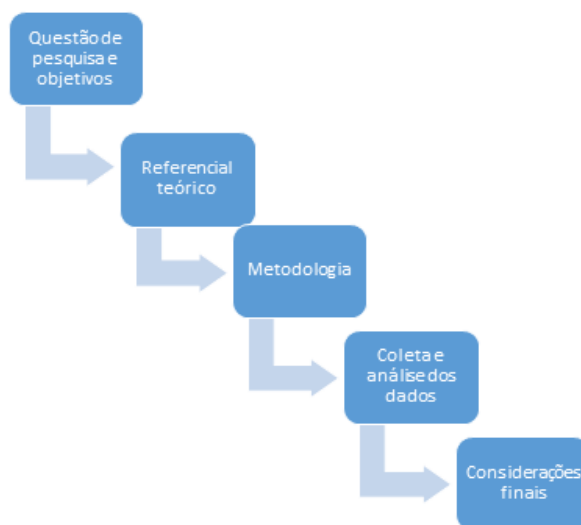 Questão de
pesquisa e
objetivos
Referencial
teórico
Metodologia
Coleta e
análise dos
dados
Considerações
finais